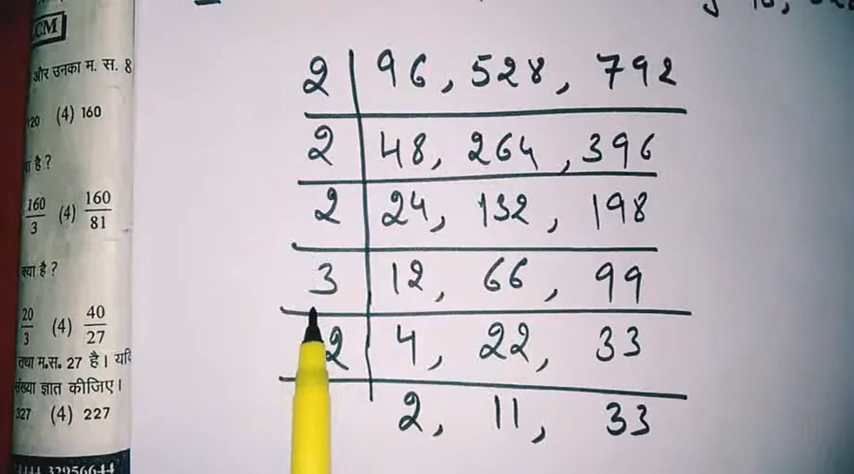 CM
और उनका म. स. 8
(4) 160
है ?
160/3 (4) 160/81
क्या है ?
20/3 (4) 40/27
तथा म.स. 27 है । यदि
संख्या ज्ञात कीजिए ।
327 (4) 227
32956644
2 | 96, 528, 792
2 | 48, 264, 396
2 | 24, 132, 198
3 | 12, 66, 99
2 | 4, 22, 33
2, 11, 33